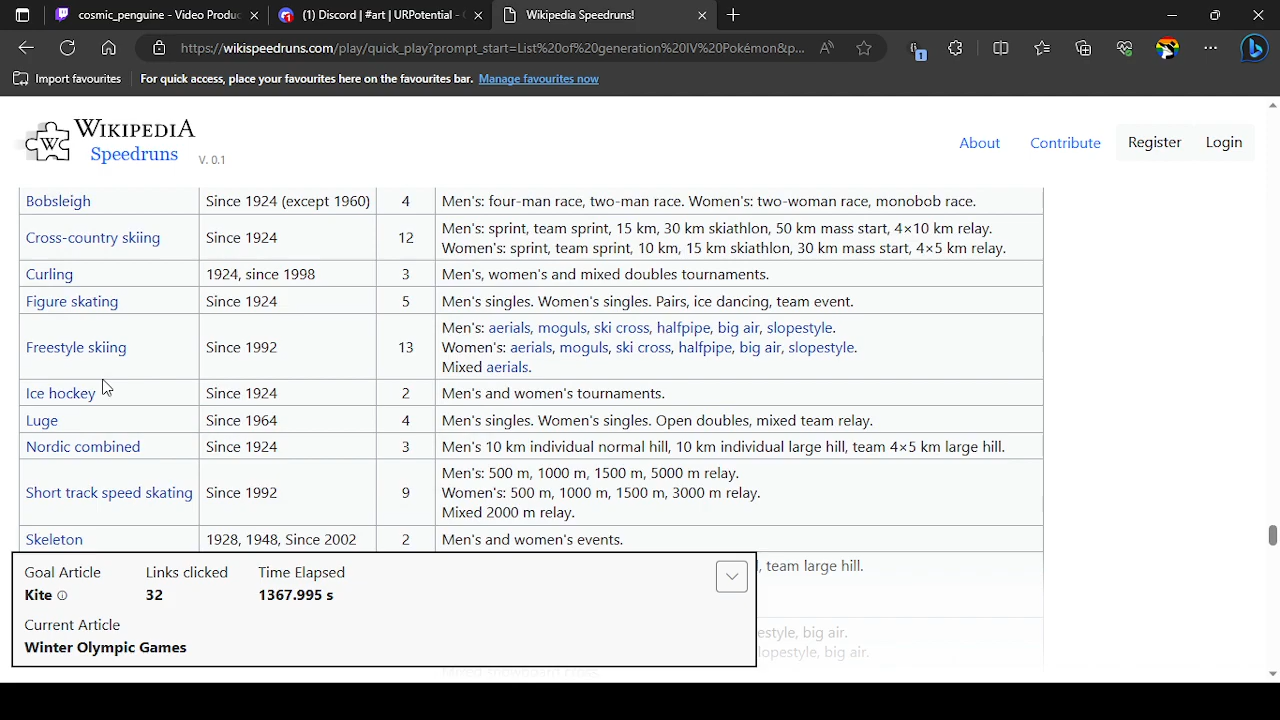 cosmic_penguine - Video Produc
(1) Discord | #art | URPotential -
Wikipedia Speedruns!
https://wikispeedruns.com/play/quick_play?prompt_start=List%20of%20generation%20IV%20Pokémon&p...
1
Import favourites
For quick access, place your favourites here on the favourites bar. Manage favourites now
WIKIPEDIA
Speedruns V. 0.1
About Contribute Register Login
Bobsleigh Since 1924 (except 1960) 4 Men's: four-man race, two-man race. Women's: two-woman race, monobob race.
Cross-country skiing Since 1924 12 Men's: sprint, team sprint, 15 km, 30 km skiathlon, 50 km mass start, 4×10 km relay.
Women's: sprint, team sprint, 10 km, 15 km skiathlon, 30 km mass start, 4×5 km relay.
Curling 1924, since 1998 3 Men's, women's and mixed doubles tournaments.
Figure skating Since 1924 5 Men's singles. Women's singles. Pairs, ice dancing, team event.
Freestyle skiing Since 1992 13 Men's: aerials, moguls, ski cross, halfpipe, big air, slopestyle.
Women's: aerials, moguls, ski cross, halfpipe, big air, slopestyle.
Mixed aerials.
Ice hockey Since 1924 2 Men's and women's tournaments.
Luge Since 1964 4 Men's singles. Women's singles. Open doubles, mixed team relay.
Nordic combined Since 1924 3 Men's 10 km individual normal hill, 10 km individual large hill, team 4×5 km large hill.
Short track speed skating Since 1992 9 Men's: 500 m, 1000 m, 1500 m, 5000 m relay.
Women's: 500 m, 1000 m, 1500 m, 3000 m relay.
Mixed 2000 m relay.
Skeleton 1928, 1948, Since 2002 2 Men's and women's events.
, team large hill.
estyle, big air.
lopestyle, big air.
Goal Article Links clicked Time Elapsed
Kite 32 1367.995 s
Current Article
Winter Olympic Games